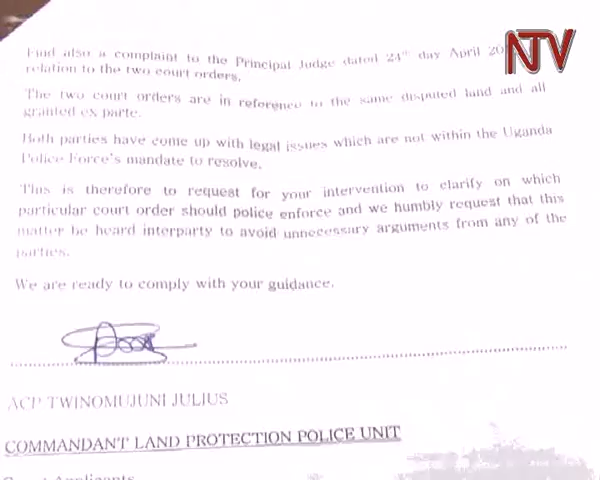 NTV
Find also a complaint to the Principal Judge dated 24th day April
relation to the two court orders.
The two court orders are in reference to the same disputed land and all
granted ex parte.
Both parties have come up with legal issues which are not within the Uganda
Police Force's mandate to resolve.
This is therefore to request for your intervention to clarify on which
particular court order should police enforce and we humbly request that this
matter be heard interparty to avoid unnecessary arguments from any of the
parties.
We are ready to comply with your guidance.
ACP TWINOMUJUNI JULIUS
COMMANDANT LAND PROTECTION POLICE UNIT
Applicants